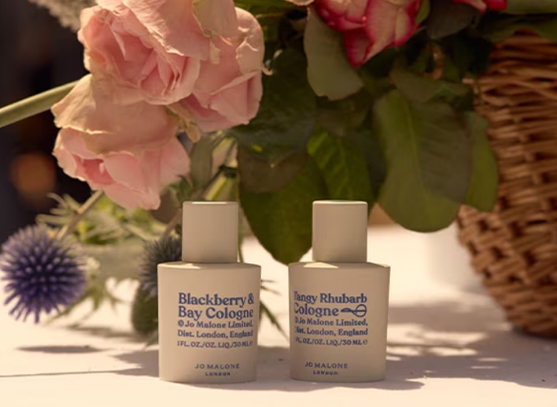 Blackberry &
Bay Cologne
©Jo Malone Limited,
Dist. London, England
1FL.OZ/OZ. LIQ./30 ML ℮
JO MALONE
LONDON
Tangy Rhubarb
Cologne
©Jo Malone Limited,
Dist. London, England
1FL.OZ/OZ. LIQ./30 ML ℮
JO MALONE
LONDON